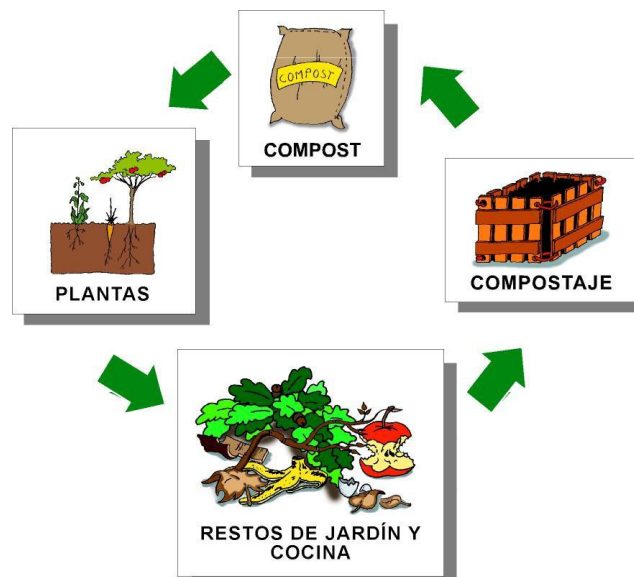 COMPOST
COMPOST
PLANTAS
COMPOSTAJE
RESTOS DE JARDÍN Y
COCINA